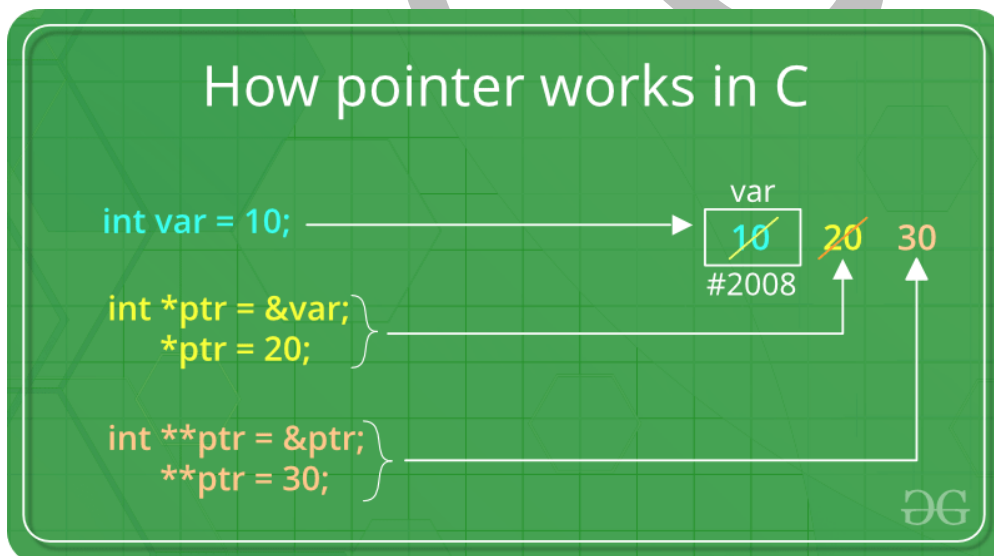 How pointer works in C
var
int var = 10;
10 20 30
#2008
int *ptr = &var;
*ptr = 20;
int **ptr = &ptr;
**ptr = 30;
GG